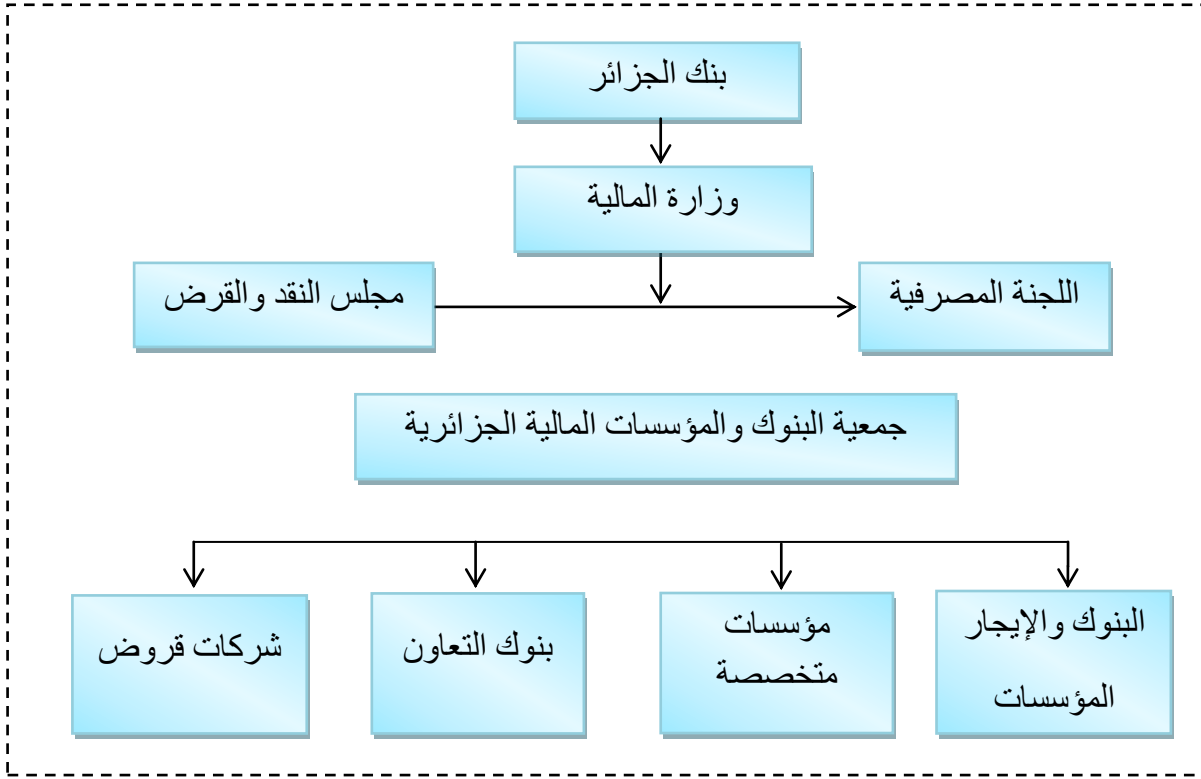 بنك الجزائر
وزارة المالية
اللجنة المصرفية
مجلس النقد والقرض
جمعية البنوك والمؤسسات المالية الجزائرية
البنوك والإيجار
المؤسسات
مؤسسات
متخصصة
بنوك التعاون
شركات قروض